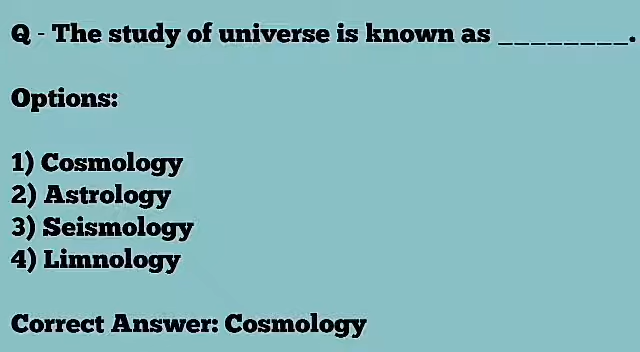 Q - The study of universe is known as ________.
Options:
1) Cosmology
2) Astrology
3) Seismology
4) Limnology
Correct Answer: Cosmology